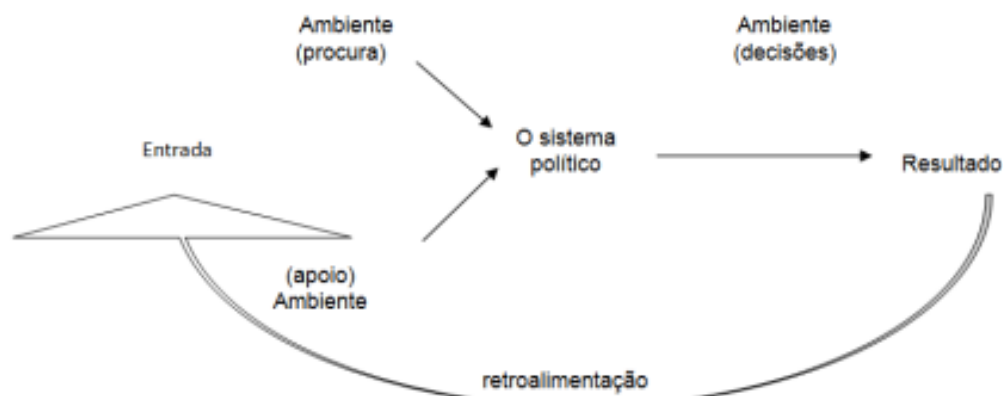 Ambiente
(procura)
Ambiente
(decisões)
Entrada
O sistema
político
Resultado
(apoio)
Ambiente
retroalimentação